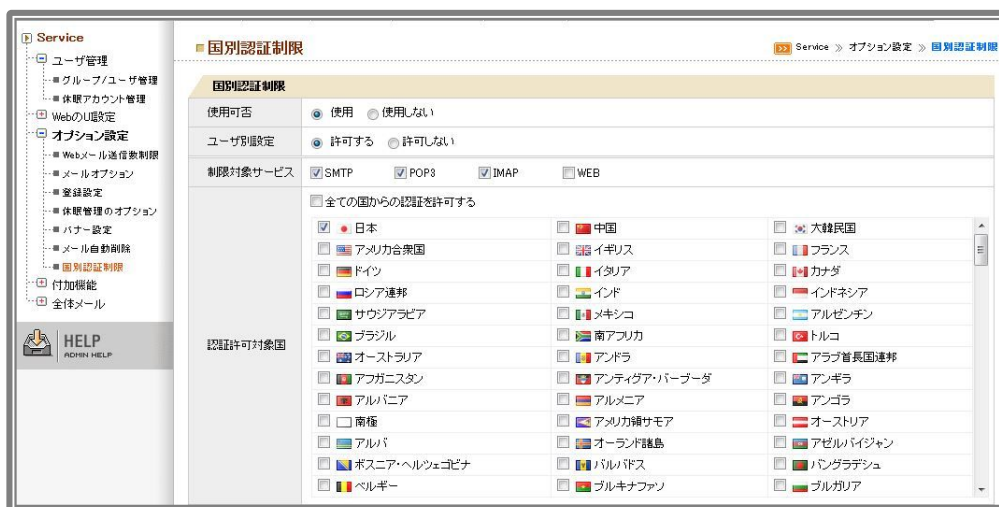 Service
ユーザ管理
グループ/ユーザ管理
休眠アカウント管理
WebのUI設定
オプション設定
Webメール送信数制限
メールオプション
登録設定
休眠管理のオプション
バナー設定
メール自動削除
国別認証制限
付加機能
全体メール
HELP
ADMIN HELP
国別認証制限
Service ≫ オプション設定 ≫ 国別認証制限
国別認証制限
使用可否 使用 使用しない
ユーザ別設定 許可する 許可しない
制限対象サービス SMTP POP3 IMAP WEB
認証許可対象国
全ての国からの認証を許可する
日本 中国 大韓民国
アメリカ合衆国 イギリス フランス
ドイツ イタリア カナダ
ロシア連邦 インド インドネシア
サウジアラビア メキシコ アルゼンチン
ブラジル 南アフリカ トルコ
オーストラリア アンドラ アラブ首長国連邦
アフガニスタン アンティグア・バーブーダ アンギラ
アルバニア アルメニア アンゴラ
南極 アメリカ領サモア オーストリア
アルバ オーランド諸島 アゼルバイジャン
ボスニア・ヘルツェゴビナ バルバドス バングラデシュ
ベルギー ブルキナファソ ブルガリア